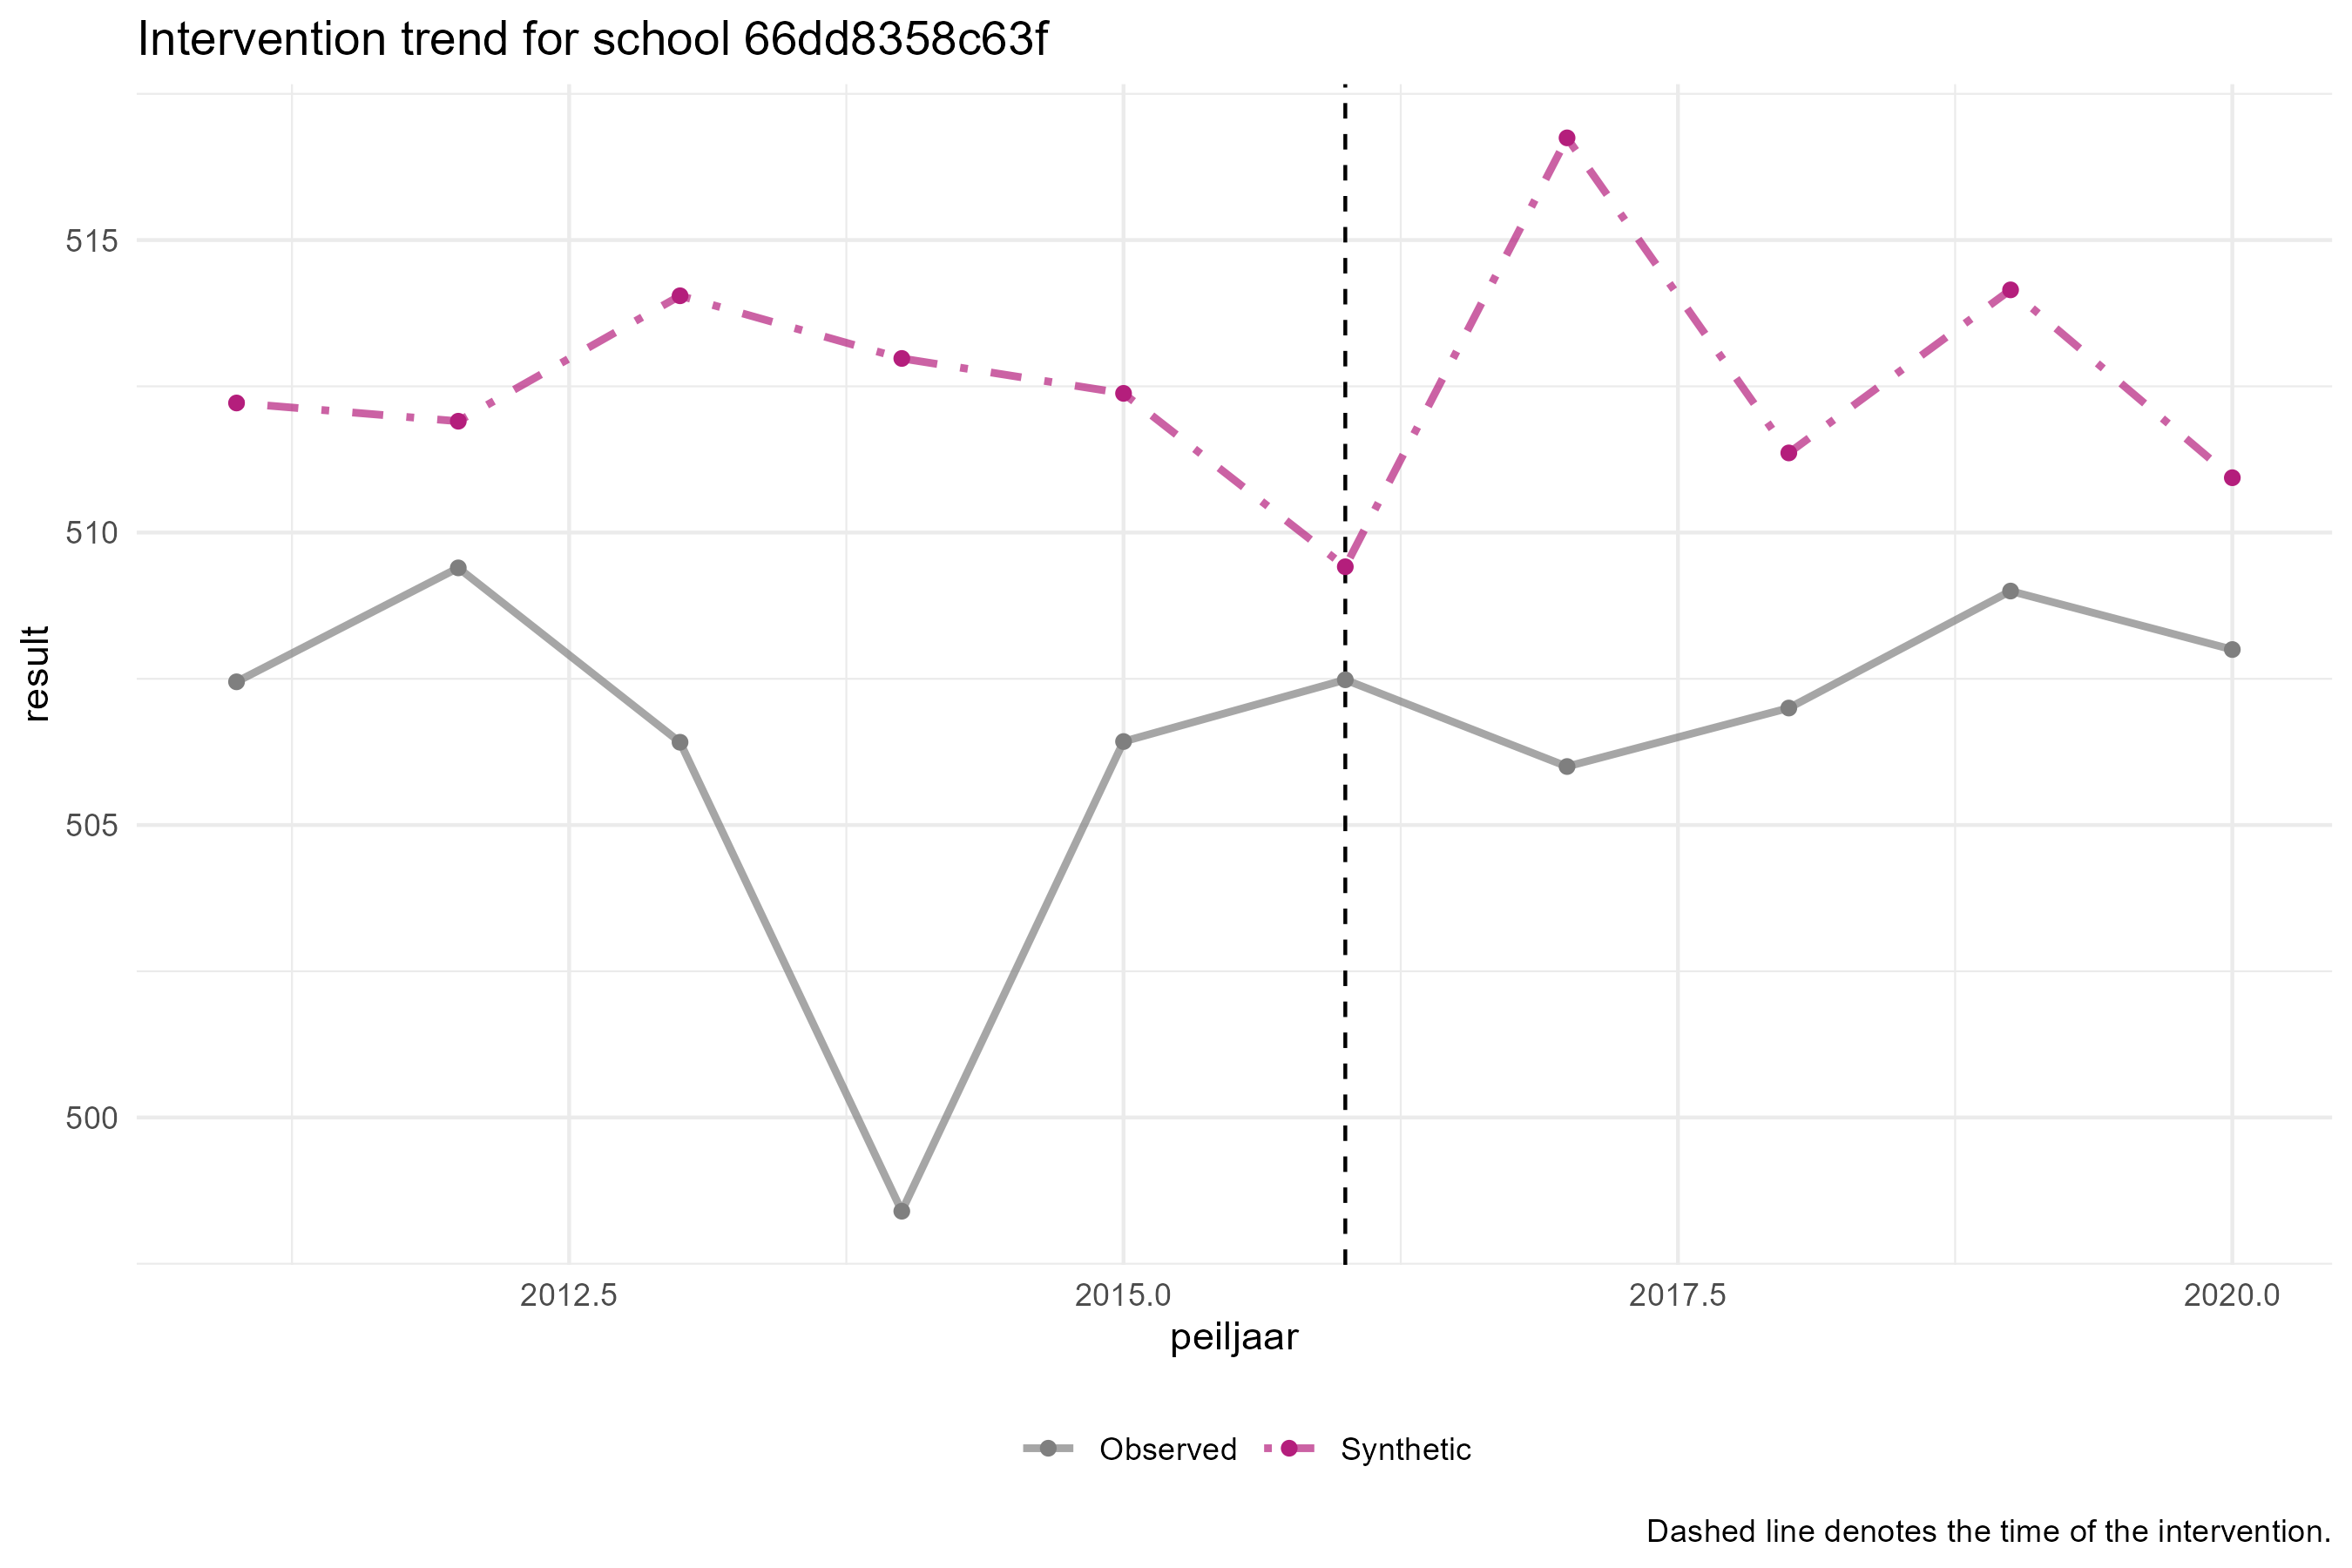 Intervention trend for school 66dd8358c63f
515
510
505
500
result
2012.5 2015.0 2017.5 2020.0
peiljaar
Observed Synthetic
Dashed line denotes the time of the intervention.